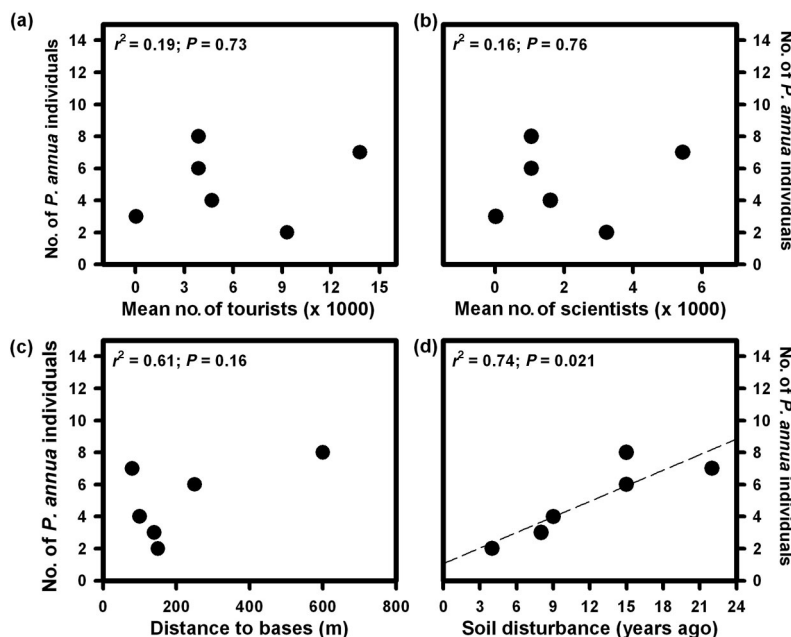 (a)
r² = 0.19; P = 0.73
No. of P. annua individuals
14
12
10
8
6
4
2
0
0 3 6 9 12 15
Mean no. of tourists (x 1000)
(b)
r² = 0.16; P = 0.76
No. of P. annua individuals
14
12
10
8
6
4
2
0
0 2 4 6
Mean no. of scientists (x 1000)
(c)
r² = 0.61; P = 0.16
No. of P. annua individuals
14
12
10
8
6
4
2
0
0 200 400 600 800
Distance to bases (m)
(d)
r² = 0.74; P = 0.021
No. of P. annua individuals
14
12
10
8
6
4
2
0
0 3 6 9 12 15 18 21 24
Soil disturbance (years ago)